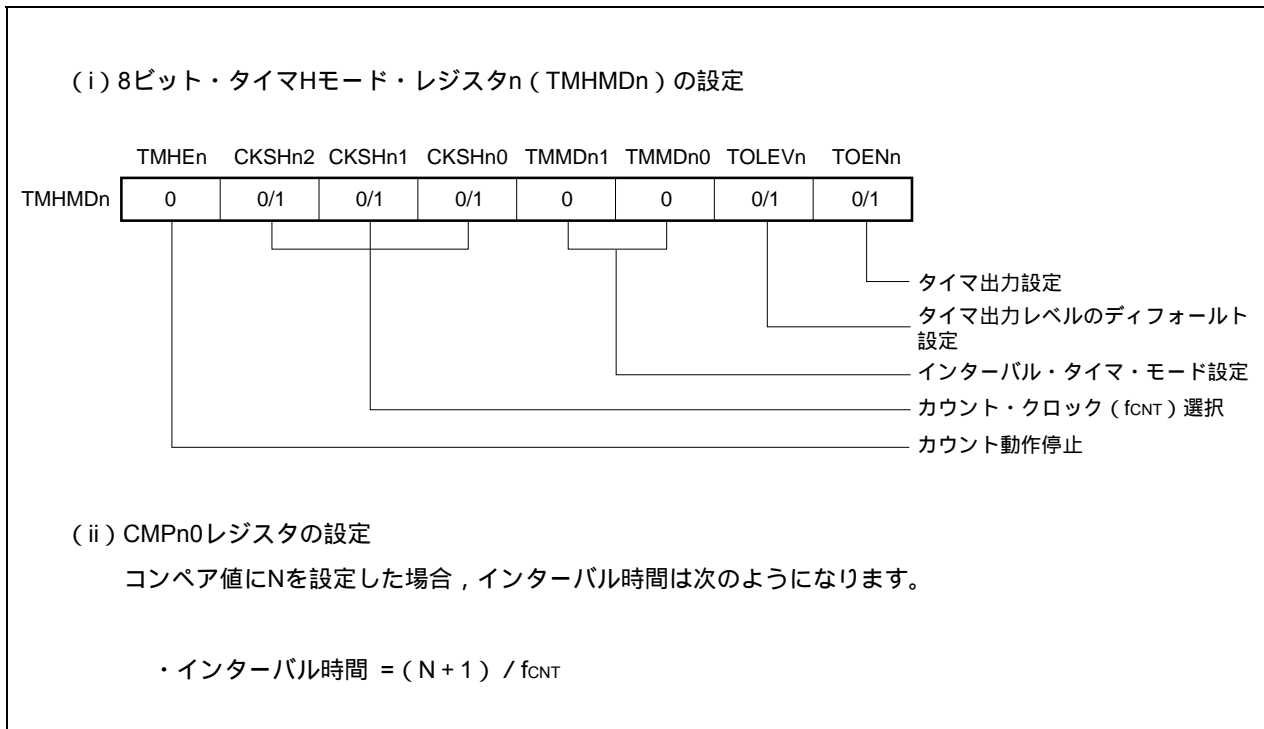 （i）8ビット・タイマHモード・レジスタn（TMHMDn）の設定
TMHEn CKSHn2 CKSHn1 CKSHn0 TMMDn1 TMMDn0 TOLEVn TOENn
TMHMDn 0 0/1 0/1 0/1 0 0 0/1 0/1
タイマ出力設定
タイマ出力レベルのディフォールト
設定
インターバル・タイマ・モード設定
カウント・クロック（fCNT）選択
カウント動作停止
（ii）CMPn0レジスタの設定
コンペア値にNを設定した場合，インターバル時間は次のようになります。
・インターバル時間 =（N + 1）/ fCNT